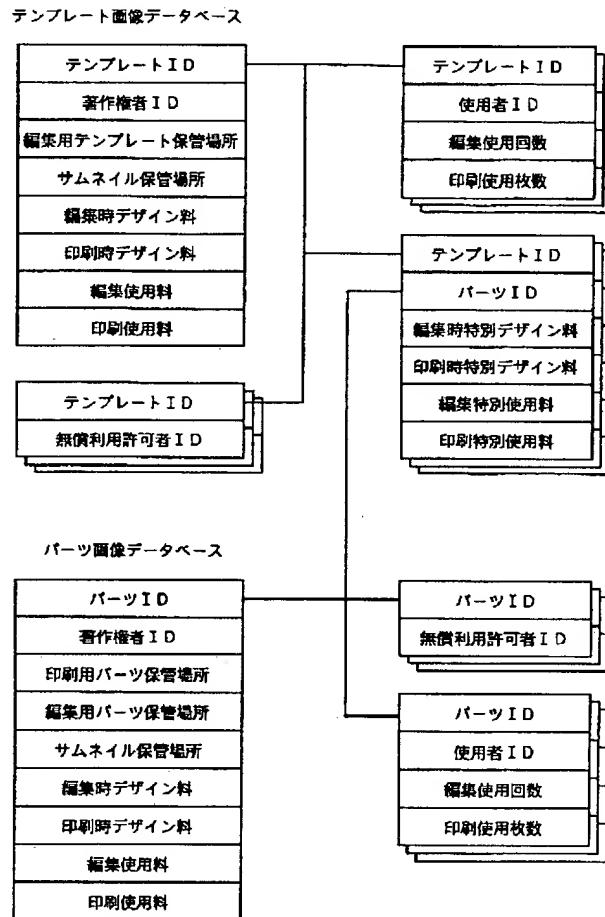 テンプレート画像データベース
テンプレートID
著作権者ID
編集用テンプレート保管場所
サムネイル保管場所
編集時デザイン料
印刷時デザイン料
編集使用料
印刷使用料
テンプレートID
無償利用許可者ID
テンプレートID
使用者ID
編集使用回数
印刷使用枚数
テンプレートID
パーツID
編集時特別デザイン料
印刷時特別デザイン料
編集特別使用料
印刷特別使用料
パーツ画像データベース
パーツID
著作権者ID
印刷用パーツ保管場所
編集用パーツ保管場所
サムネイル保管場所
編集時デザイン料
印刷時デザイン料
編集使用料
印刷使用料
パーツID
無償利用許可者ID
パーツID
使用者ID
編集使用回数
印刷使用枚数